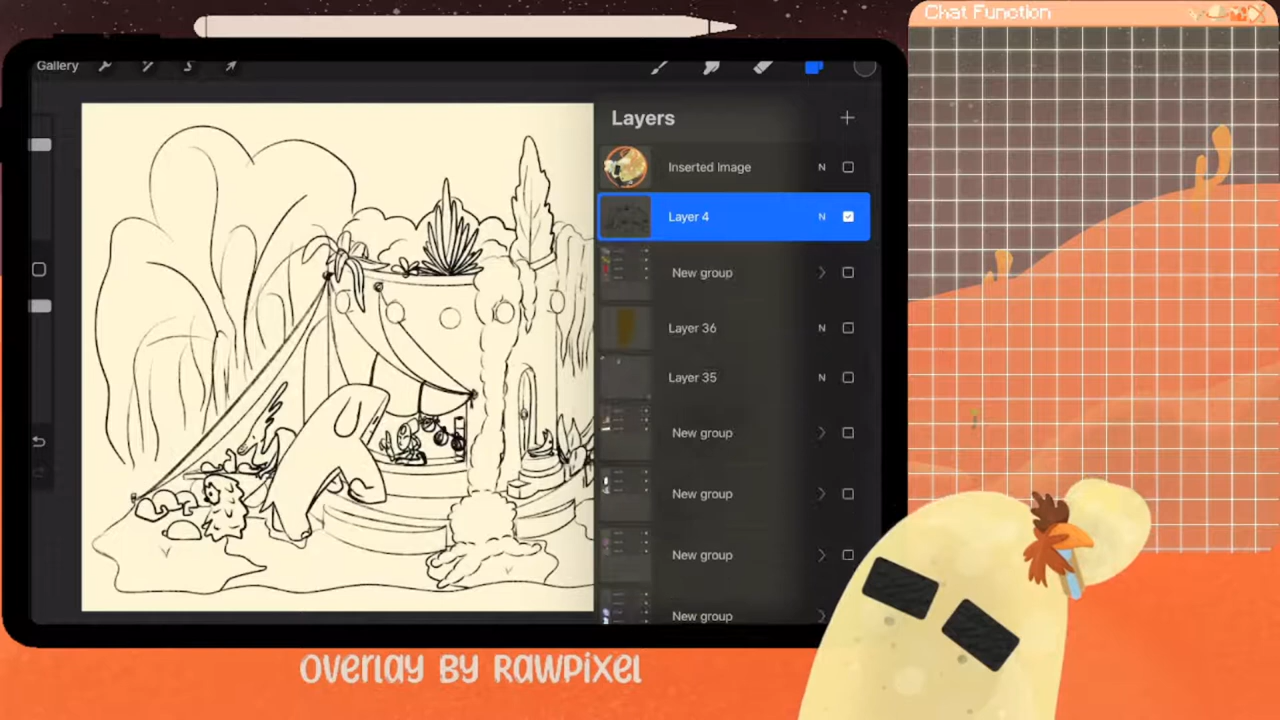 Chat Function
Gallery
Layers
Inserted Image N
Layer 4 N
New group
Layer 36 N
Layer 35 N
New group
New group
New group
New group
Overlay by Rawpixel